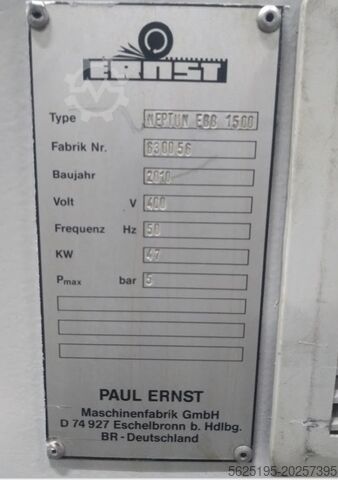 ERNST
Type NEPTUN EBG 1500
Fabrik Nr. 630056
Baujahr 2010
Volt V 400
Frequenz Hz 50
KW 47
Pmax bar 5
PAUL ERNST
Maschinenfabrik GmbH
D 74 927 Eschelbronn b. Hdlbg.
BR - Deutschland
5625195-20257395